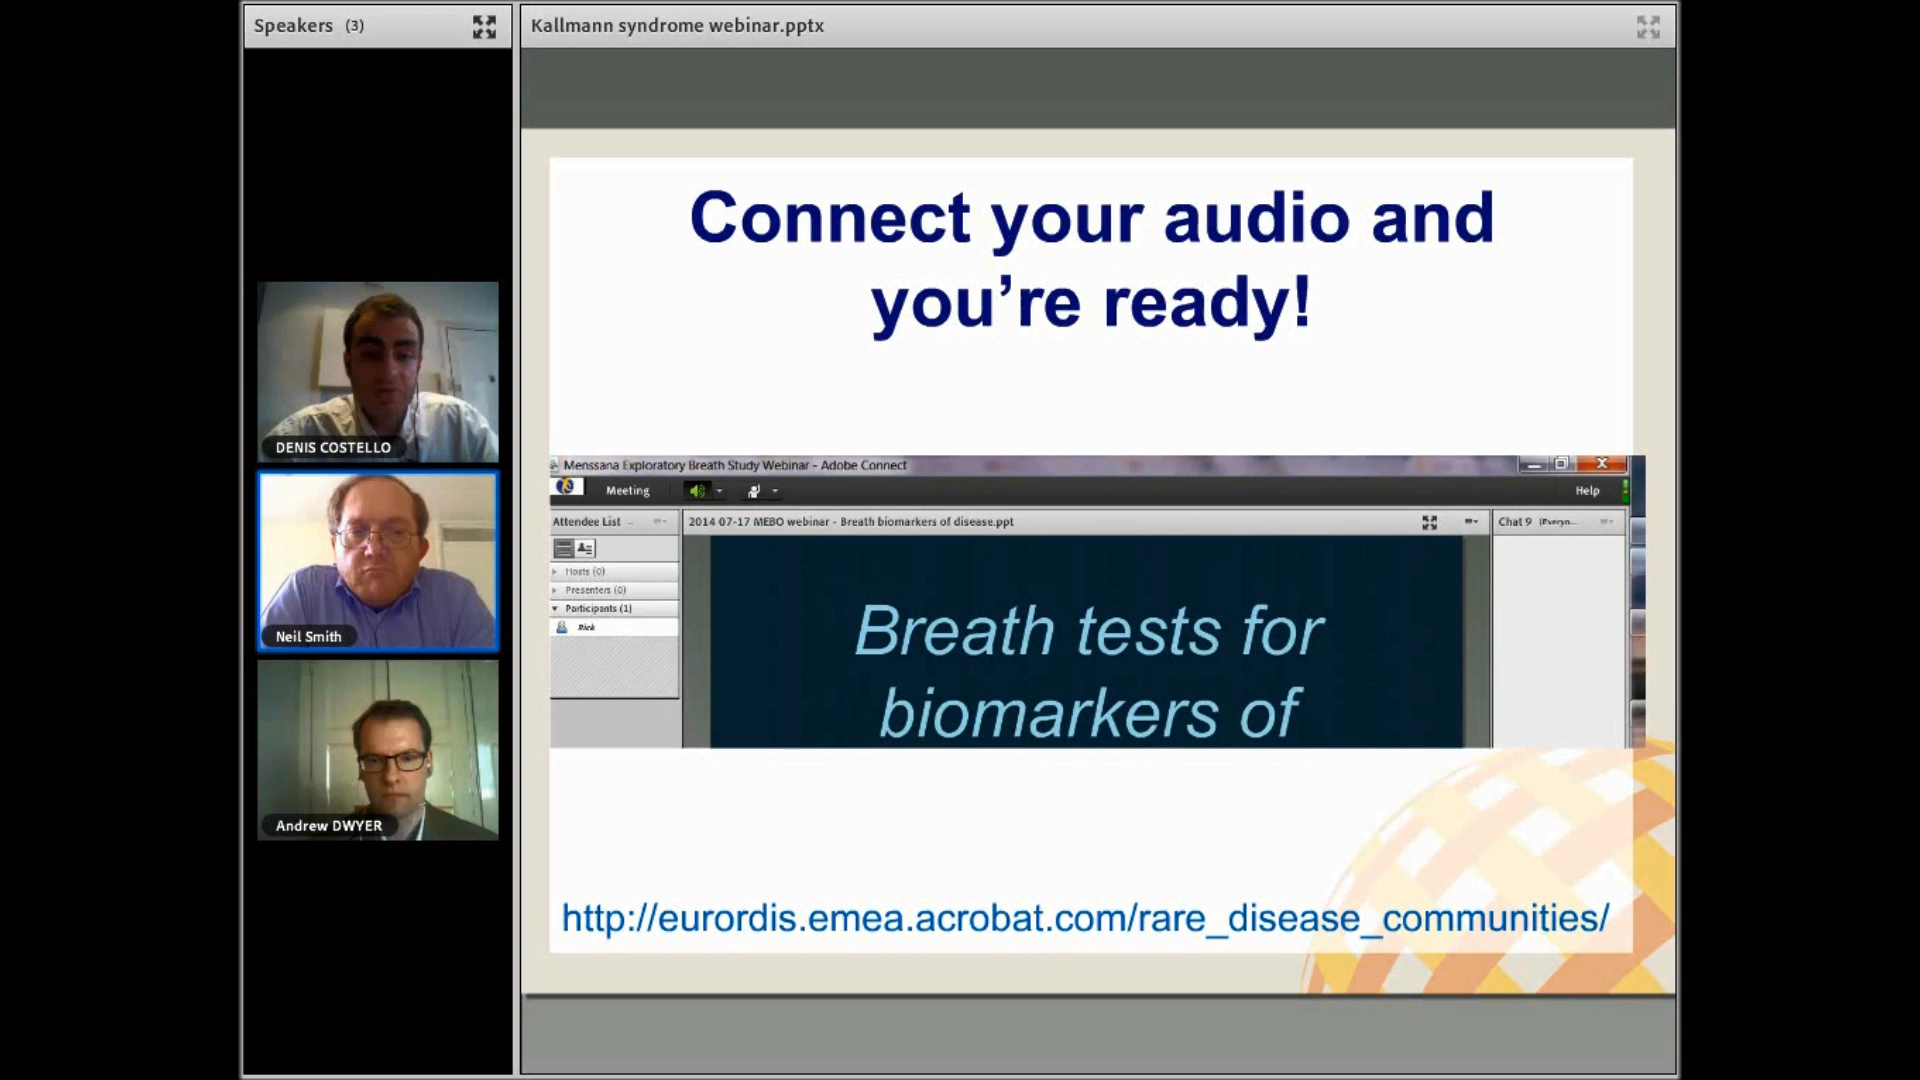 Speakers (3)
Kallmann syndrome webinar.pptx
DENIS COSTELLO
Neil Smith
Andrew DWYER
Connect your audio and
you’re ready!
Menssana Exploratory Breath Study Webinar - Adobe Connect
Meeting
Help
Attendee List
2014 07-17 MEBO webinar - Breath biomarkers of disease.ppt
Chat 9 (Everyn...
Hosts (0)
Presenters (0)
Participants (1)
Rick
Breath tests for
biomarkers of
http://eurordis.emea.acrobat.com/rare_disease_communities/